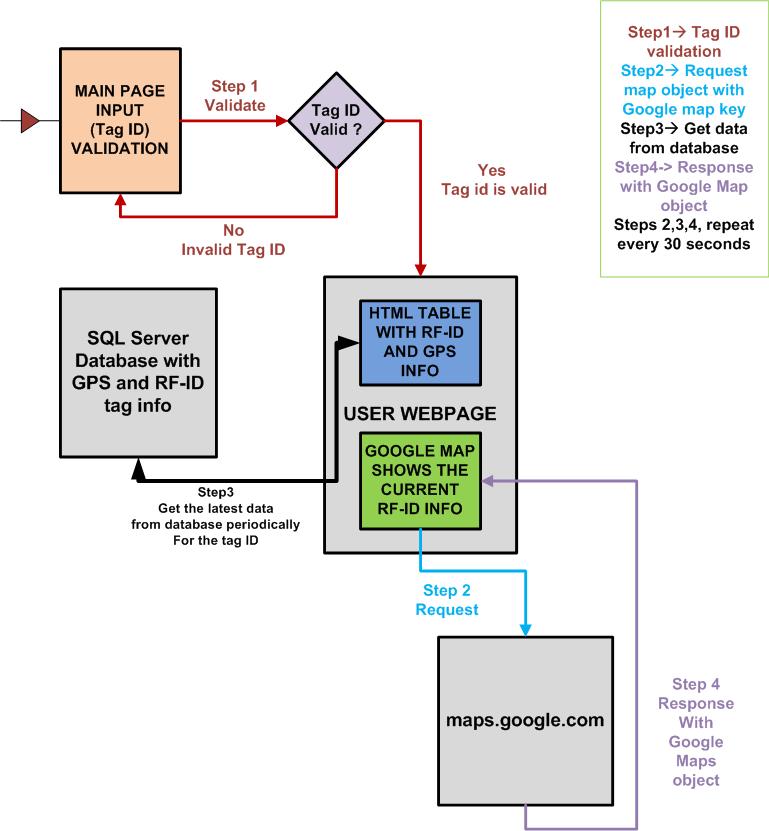 MAIN PAGE
INPUT
(Tag ID)
VALIDATION
Step 1
Validate
Tag ID
Valid ?
Yes
Tag id is valid
No
Invalid Tag ID
Step1→ Tag ID
validation
Step2→ Request
map object with
Google map key
Step3→ Get data
from database
Step4-> Response
with Google Map
object
Steps 2,3,4, repeat
every 30 seconds
SQL Server
Database with
GPS and RF-ID
tag info
HTML TABLE
WITH RF-ID
AND GPS
INFO
USER WEBPAGE
GOOGLE MAP
SHOWS THE
CURRENT
RF-ID INFO
Step3
Get the latest data
from database periodically
For the tag ID
Step 2
Request
maps.google.com
Step 4
Response
With
Google
Maps
object